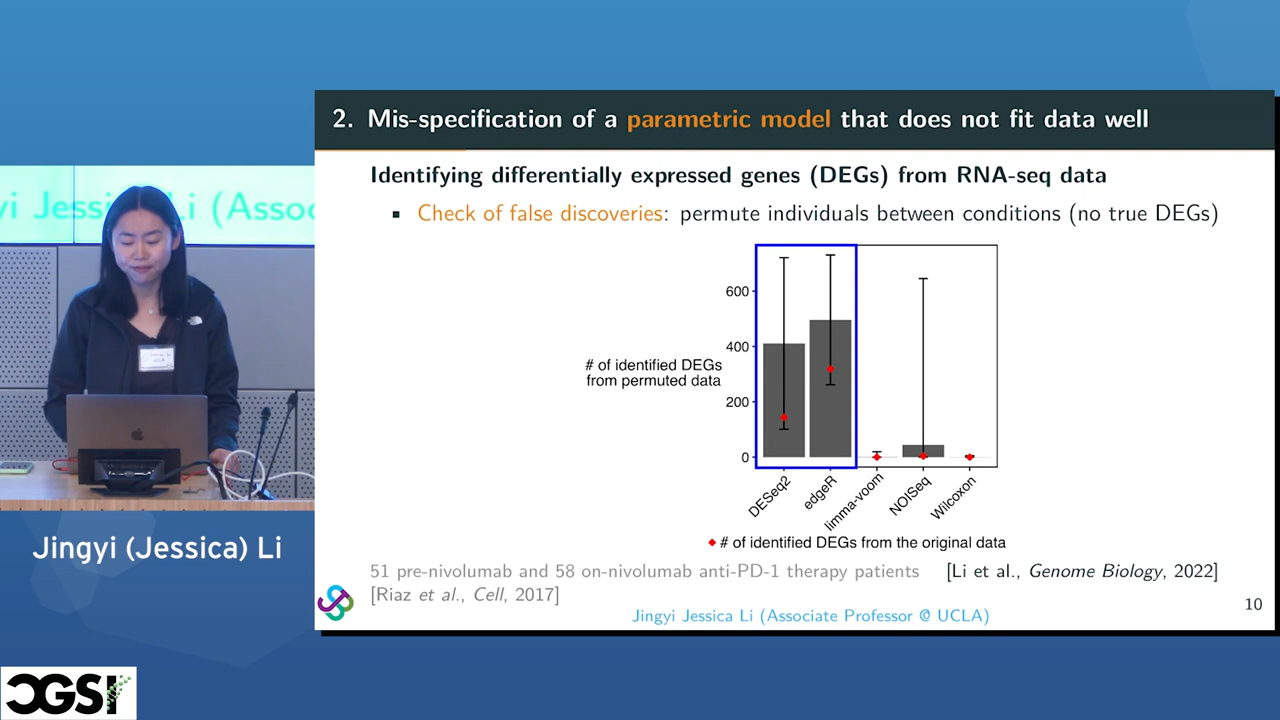 2. Mis-specification of a parametric model that does not fit data well
Identifying differentially expressed genes (DEGs) from RNA-seq data
▪ Check of false discoveries: permute individuals between conditions (no true DEGs)
600
400
200
0
# of identified DEGs
from permuted data
DESeq2
edgeR
limma-voom
NOISeq
Wilcoxon
# of identified DEGs from the original data
51 pre-nivolumab and 58 on-nivolumab anti-PD-1 therapy patients [Li et al., Genome Biology, 2022]
[Riaz et al., Cell, 2017]
Jingyi Jessica Li (Associate Professor @ UCLA)
10
yi Jess Li (Assoc
Jingyi (Jessica) Li
CGSI